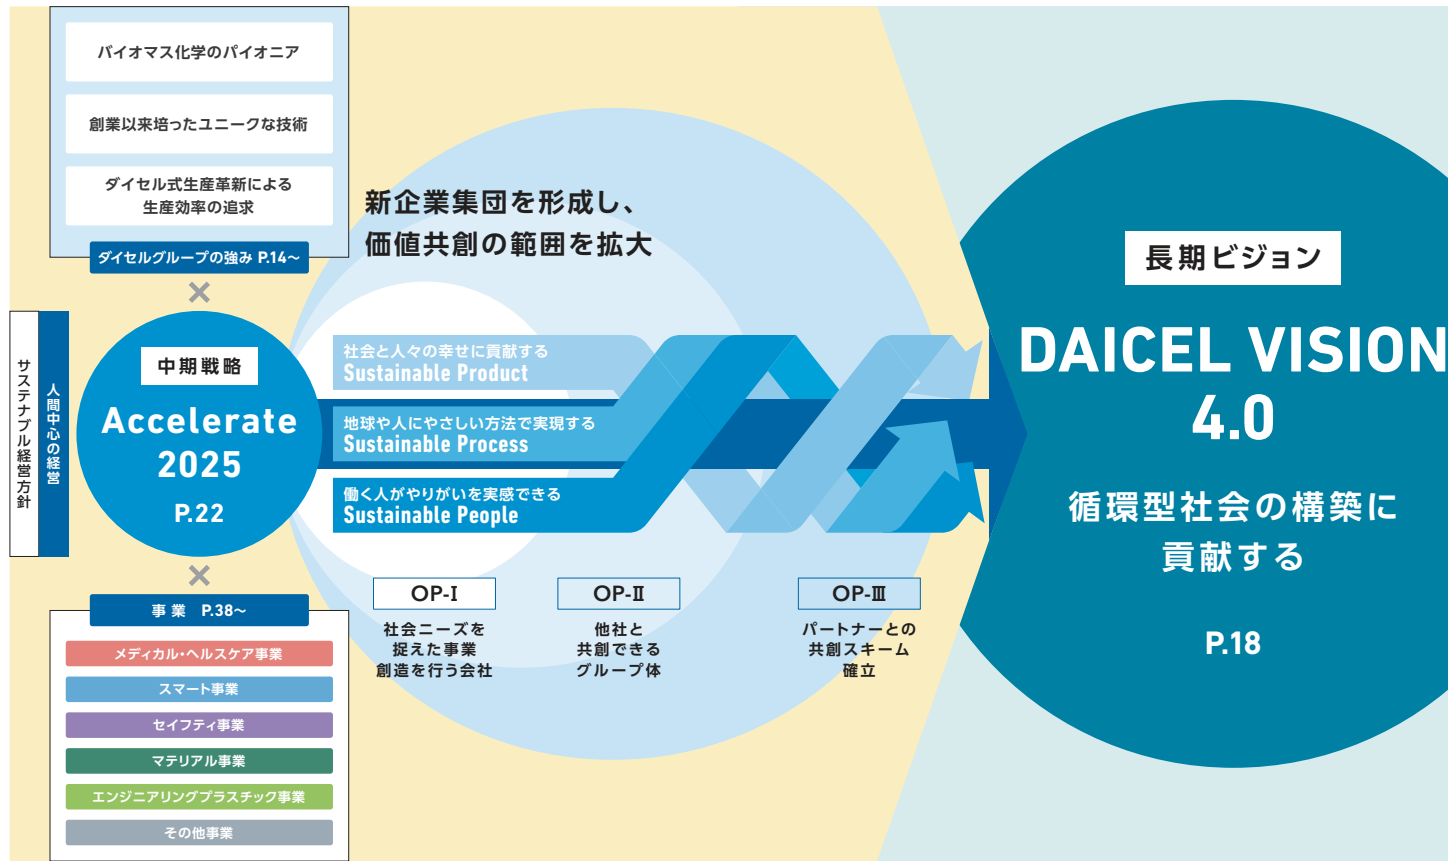 バイオマス化学のパイオニア
創業以来培ったユニークな技術
ダイセル式生産革新による
生産効率の追求
ダイセルグループの強み P.14~
サステナブル経営方針
人間中心の経営
中期戦略
Accelerate
2025
P.22
事業 P.38~
メディカル・ヘルスケア事業
スマート事業
セイフティ事業
マテリアル事業
エンジニアリングプラスチック事業
その他事業
新企業集団を形成し、
価値共創の範囲を拡大
社会と人々の幸せに貢献する
Sustainable Product
地球や人にやさしい方法で実現する
Sustainable Process
働く人がやりがいを実感できる
Sustainable People
OP-I
社会ニーズを
捉えた事業
創造を行う会社
OP-II
他社と
共創できる
グループ体
OP-III
パートナーとの
共創スキーム
確立
長期ビジョン
DAICEL VISION
4.0
循環型社会の構築に
貢献する
P.18